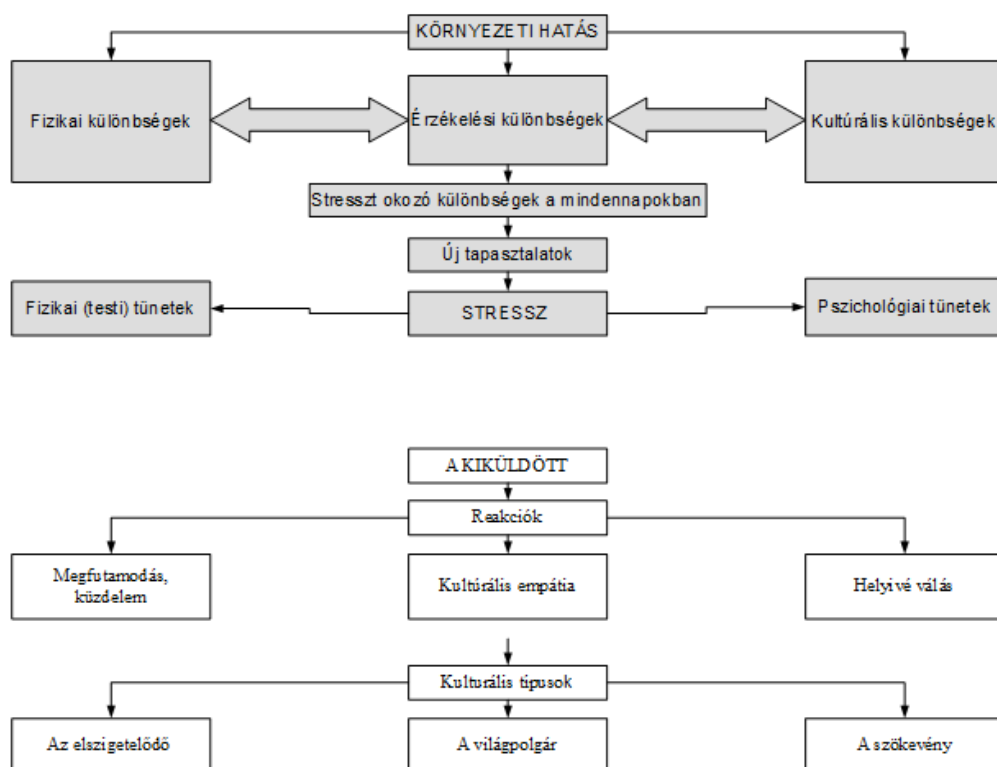 KÖRNYEZETI HATÁS
Fizikai különbségek
Érzékelési különbségek
Kultúrális különbségek
Stresszt okozó különbségek a mindennapokban
Új tapasztalatok
Fizikai (testi) tünetek
STRESSZ
Pszichológiai tünetek
A KIKÜLDÖTT
Reakciók
Megfutamodás,
küzdelem
Kultúrális empátia
Helyivé válás
Kulturális típusok
Az elszigetelődő
A világpolgár
A szökevény